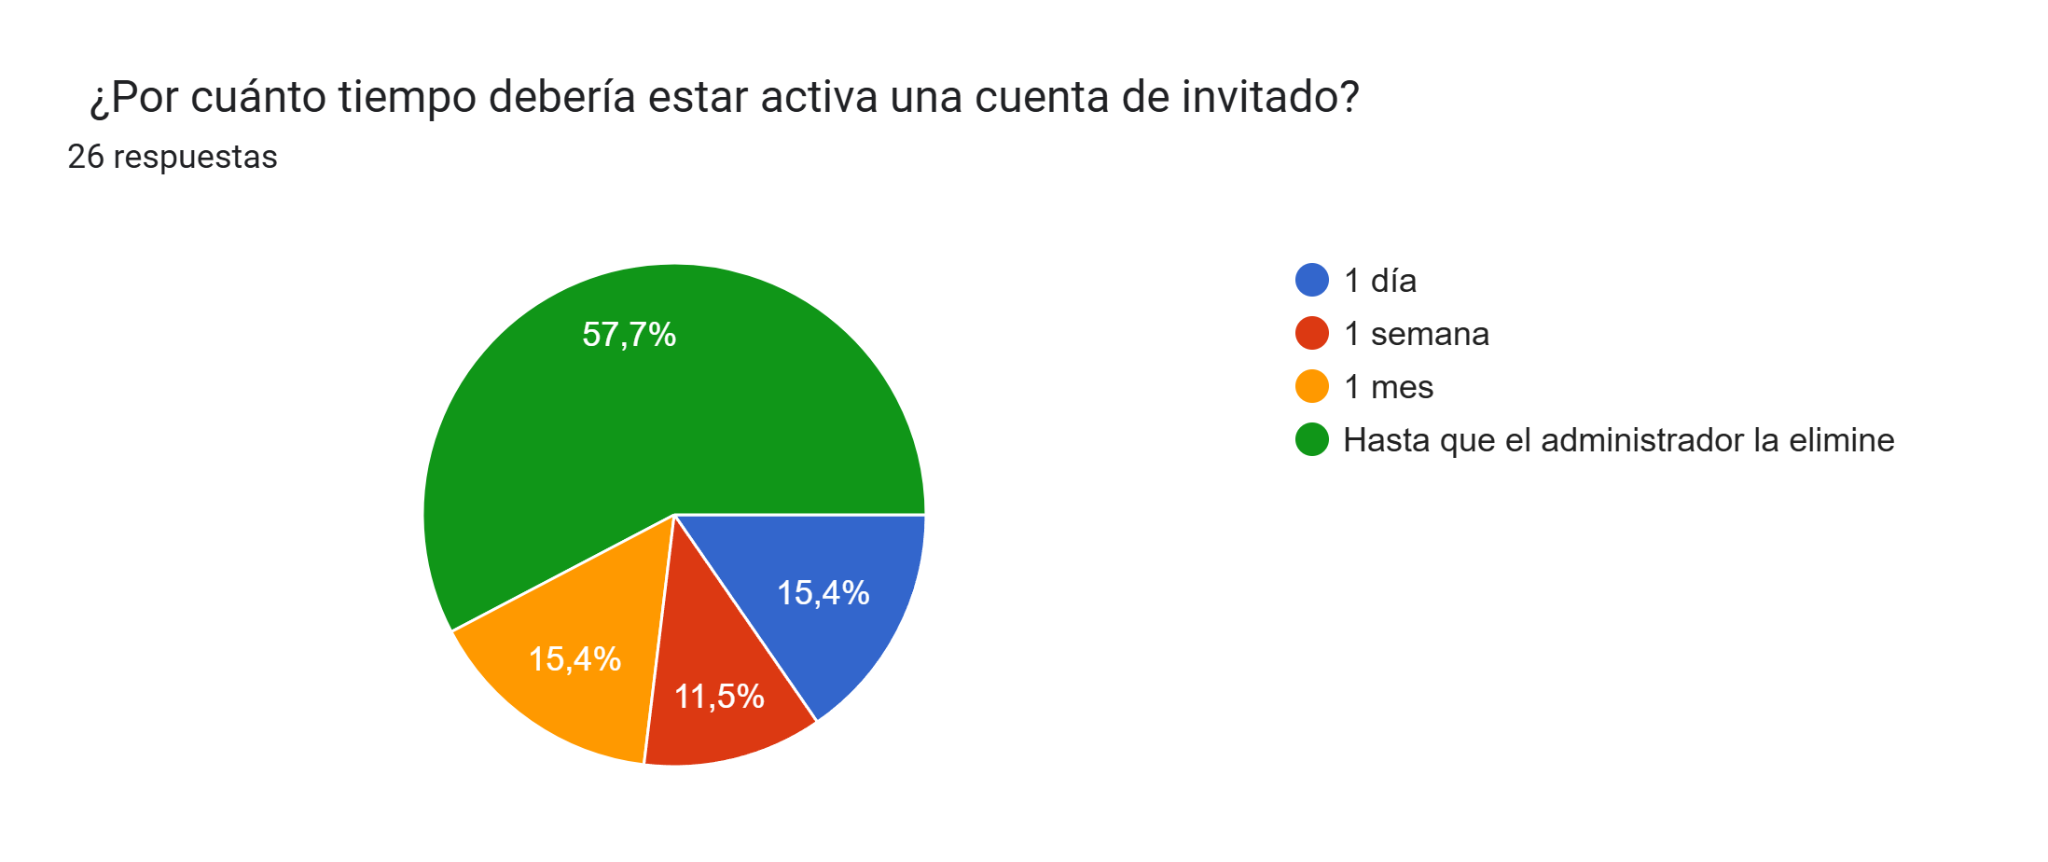 ¿Por cuánto tiempo debería estar activa una cuenta de invitado?
26 respuestas
57,7%
15,4%
15,4%
11,5%
1 día
1 semana
1 mes
Hasta que el administrador la elimine